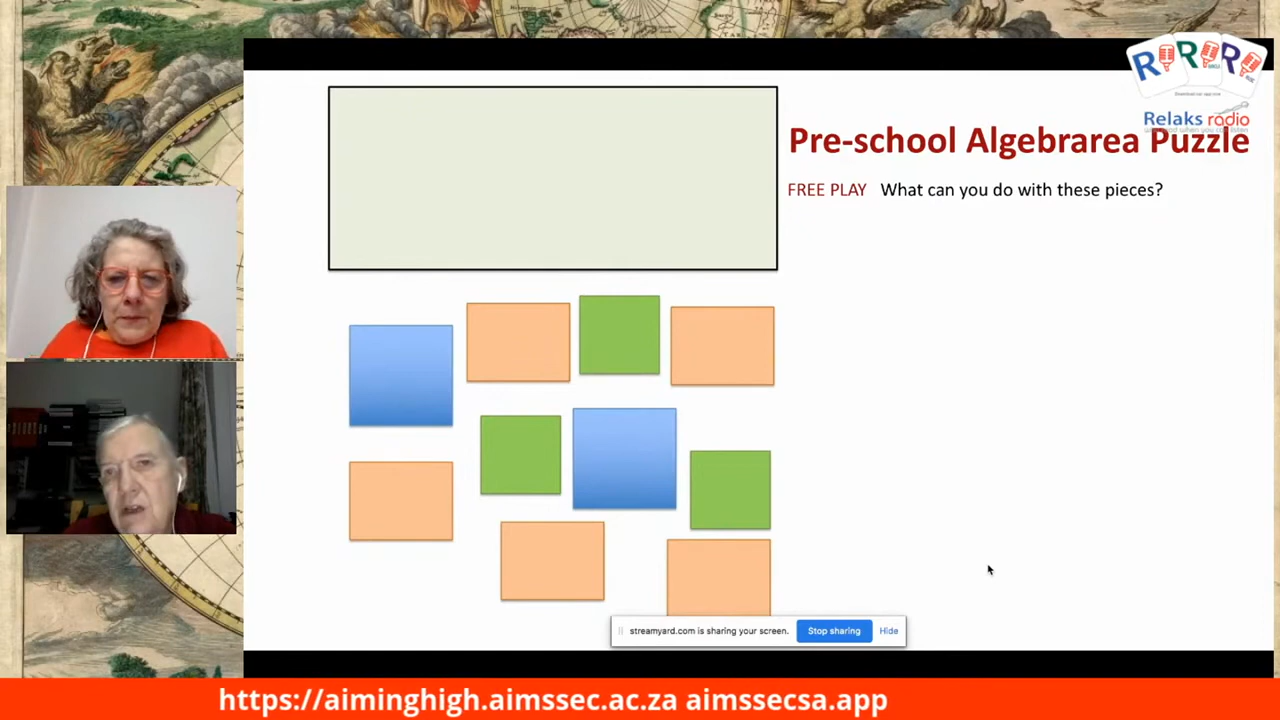 Relaks radio
Pre-school Algebrarea Puzzle
FREE PLAY What can you do with these pieces?
streamyard.com is sharing your screen. Stop sharing Hide
https://aiminghigh.aimssec.ac.za aimssecsa.app